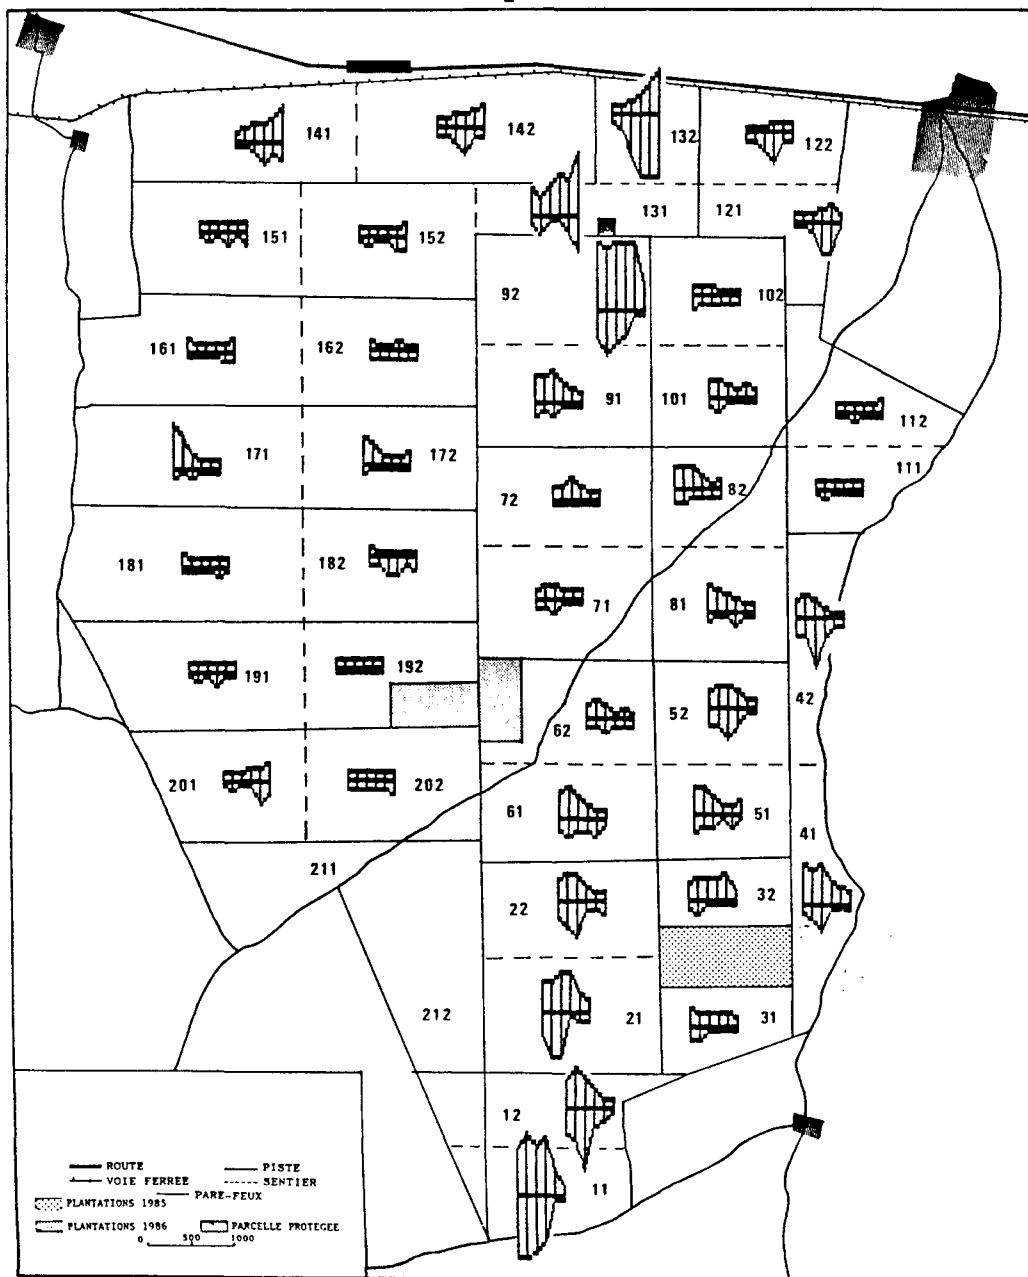 141 142 132 122
131 121
151 152
92 102
161 162
91 101 112
171 172 111
72 82
181 182
71 81
191 192 42
62 52
201 202
61 51 41
211
22 32
212 21 31
12
11
ROUTE PISTE
VOIE FERREE SENTIER
PARE-FEUX
PLANTATIONS 1985
PLANTATIONS 1986 PARCELLE PROTEGEE
0 500 1000